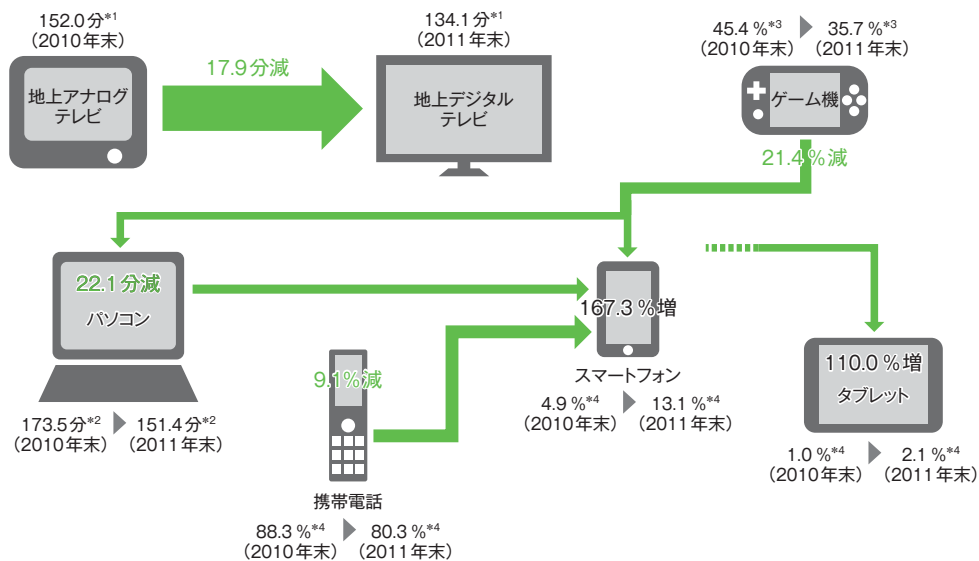 152.0分*1
（2010年末）
134.1分*1
（2011年末）
45.4 %*3 35.7 %*3
（2010年末） （2011年末）
17.9分減
地上アナログ
テレビ
地上デジタル
テレビ
ゲーム機
21.4％減
22.1分減
パソコン
167.3 %増
スマートフォン
4.9 %*4 13.1 %*4
（2010年末） （2011年末）
110.0 %増
タブレット
1.0 %*4 2.1 %*4
（2010年末） （2011年末）
173.5分*2 151.4分*2
（2010年末） （2011年末）
9.1%減
携帯電話
88.3 %*4 80.3 %*4
（2010年末） （2011年末）